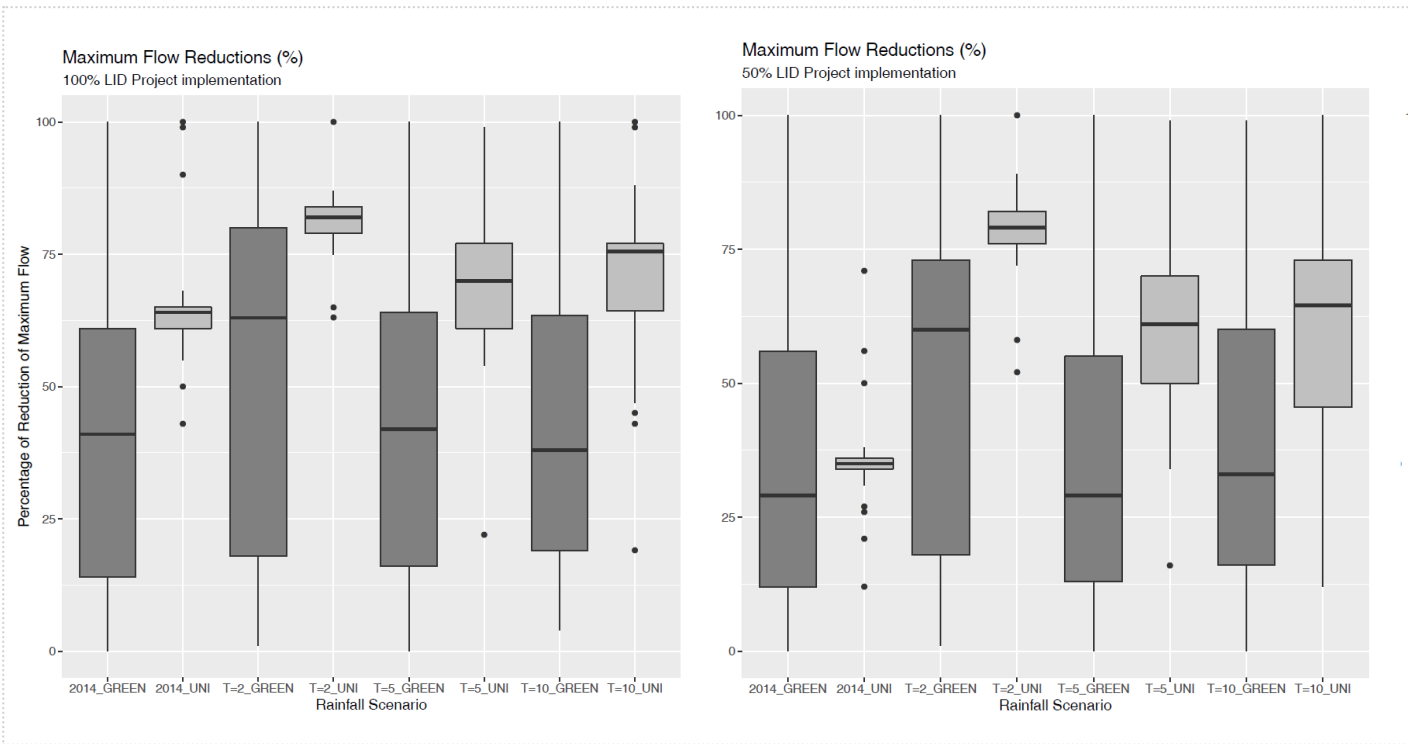 Maximum Flow Reductions (%)
100% LID Project implementation
Percentage of Reduction of Maximum Flow
100
75
50
25
0
2014_GREEN 2014_UNI T=2_GREEN T=2_UNI T=5_GREEN T=5_UNI T=10_GREEN T=10_UNI
Rainfall Scenario
Maximum Flow Reductions (%)
50% LID Project implementation
100
75
50
25
0
2014_GREEN 2014_UNI T=2_GREEN T=2_UNI T=5_GREEN T=5_UNI T=10_GREEN T=10_UNI
Rainfall Scenario